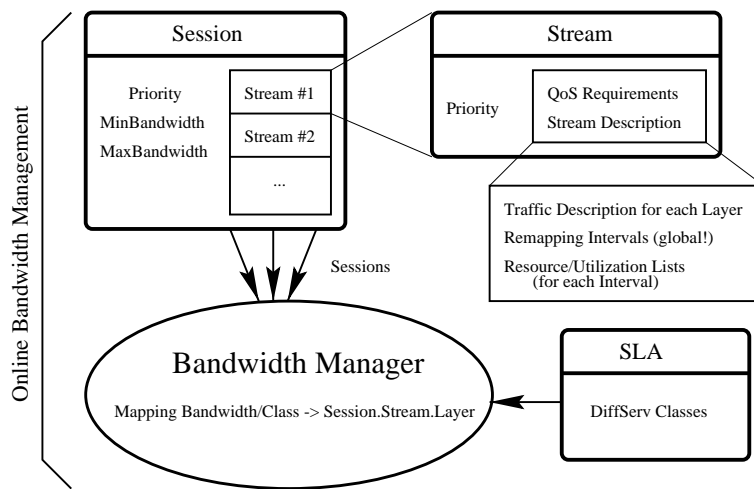 Online Bandwidth Management
Session
Priority
MinBandwidth
MaxBandwidth
Stream #1
Stream #2
...
Stream
Priority
QoS Requirements
Stream Description
Traffic Description for each Layer
Remapping Intervals (global!)
Resource/Utilization Lists
(for each Interval)
Sessions
Bandwidth Manager
Mapping Bandwidth/Class -> Session.Stream.Layer
SLA
DiffServ Classes